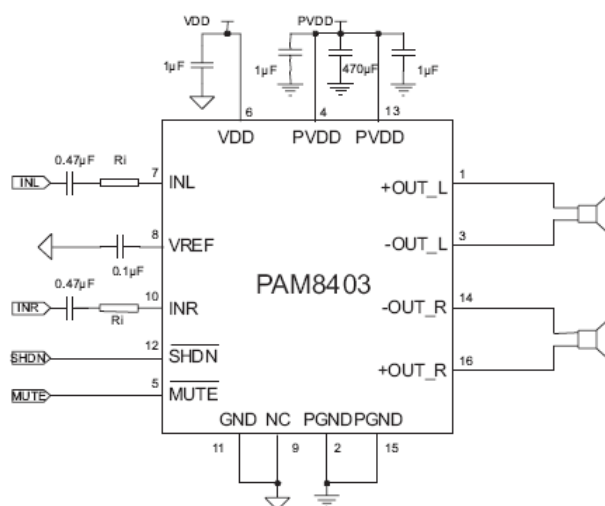 VDD
PVDD
1µF
1µF
470µF
1µF
6
4
13
VDD
PVDD
PVDD
0.47µF
Ri
INL
7
INL
+OUT_L
1
8
VREF
-OUT_L
3
0.1µF
0.47µF
PAM8403
INR
Ri
10
INR
-OUT_R
14
SHDN
12
SHDN
+OUT_R
16
MUTE
5
MUTE
GND
NC
PGND
PGND
11
9
2
15